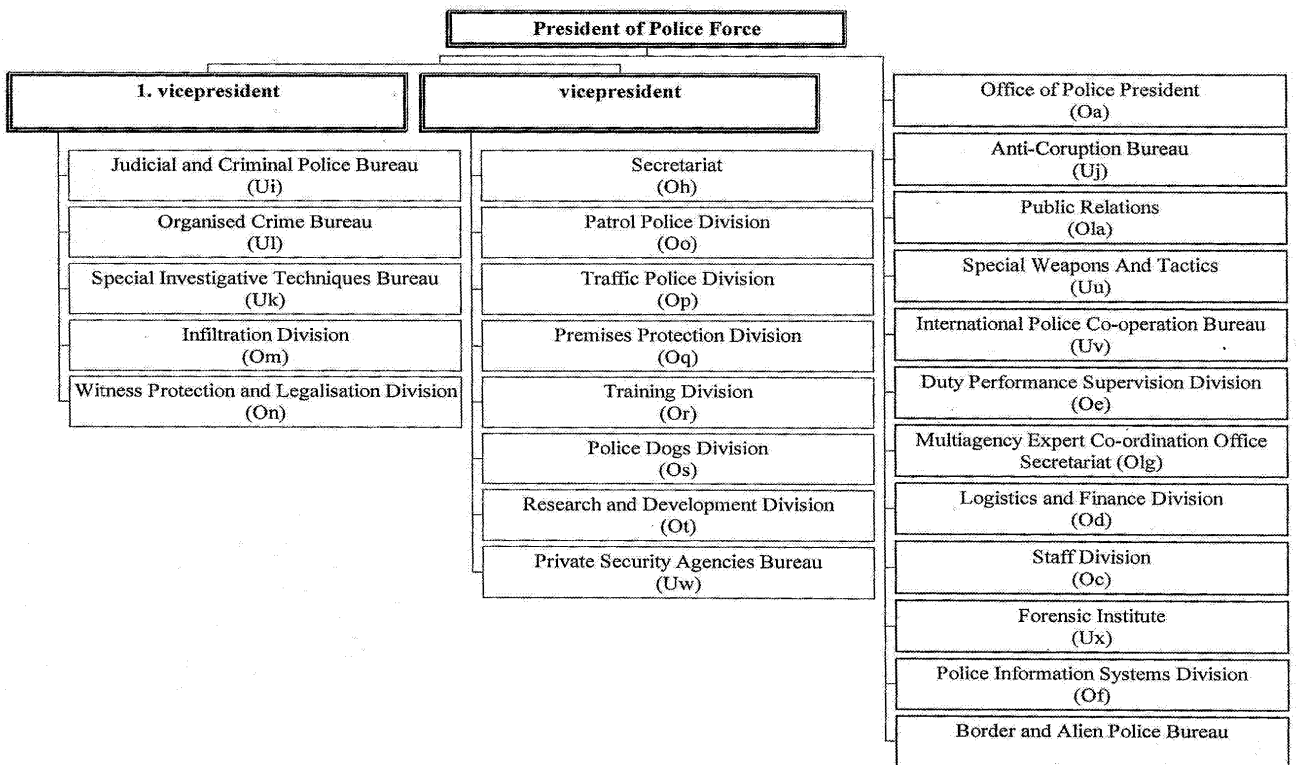 President of Police Force
1. vicepresident
Judicial and Criminal Police Bureau
(Ui)
Organised Crime Bureau
(Ul)
Special Investigative Techniques Bureau
(Uk)
Infiltration Division
(Om)
Witness Protection and Legalisation Division
(On)
vicepresident
Secretariat
(Oh)
Patrol Police Division
(Oo)
Traffic Police Division
(Op)
Premises Protection Division
(Oq)
Training Division
(Or)
Police Dogs Division
(Os)
Research and Development Division
(Ot)
Private Security Agencies Bureau
(Uw)
Office of Police President
(Oa)
Anti-Coruption Bureau
(Uj)
Public Relations
(Ola)
Special Weapons And Tactics
(Uu)
International Police Co-operation Bureau
(Uv)
Duty Performance Supervision Division
(Oe)
Multiagency Expert Co-ordination Office
Secretariat (Olg)
Logistics and Finance Division
(Od)
Staff Division
(Oc)
Forensic Institute
(Ux)
Police Information Systems Division
(Of)
Border and Alien Police Bureau